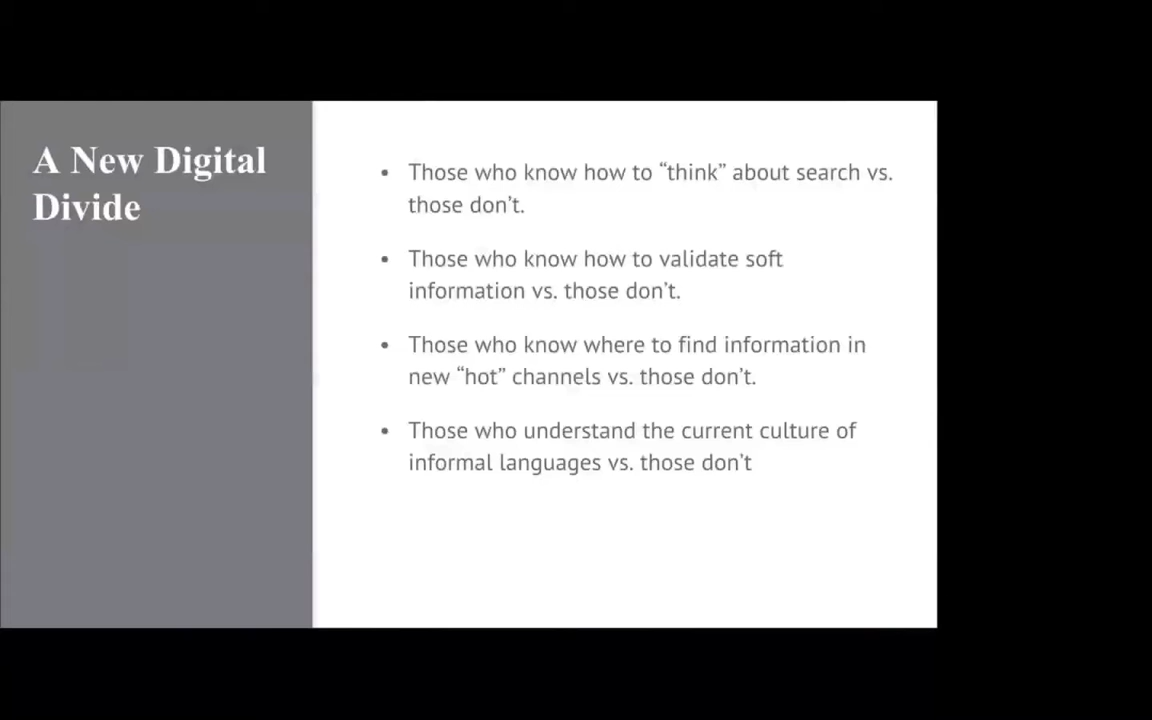 A New Digital
Divide
• Those who know how to “think” about search vs.
those don’t.
• Those who know how to validate soft
information vs. those don’t.
• Those who know where to find information in
new “hot” channels vs. those don’t.
• Those who understand the current culture of
informal languages vs. those don’t